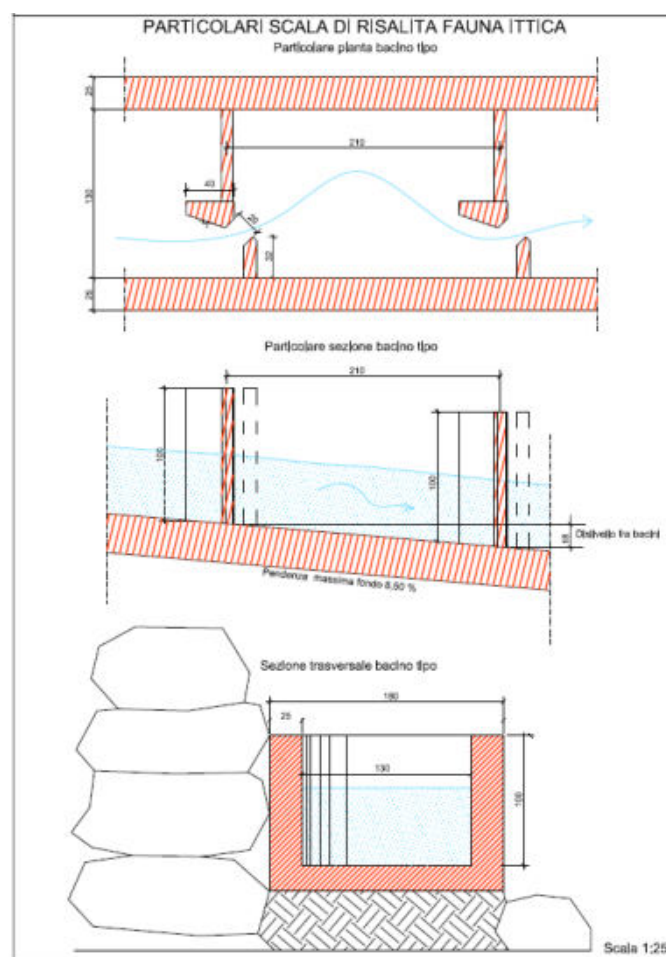 PARTICOLARI SCALA DI RISALITA FAUNA ITTICA
Particolare pianta bacino tipo
25
130
210
40
20
32
25
Particolare sezione bacino tipo
210
100
100
18
Dislivello fra bacini
Pendenza massima fondo 8,50 %
Sezione trasversale bacino tipo
180
25
130
100
Scala 1:25